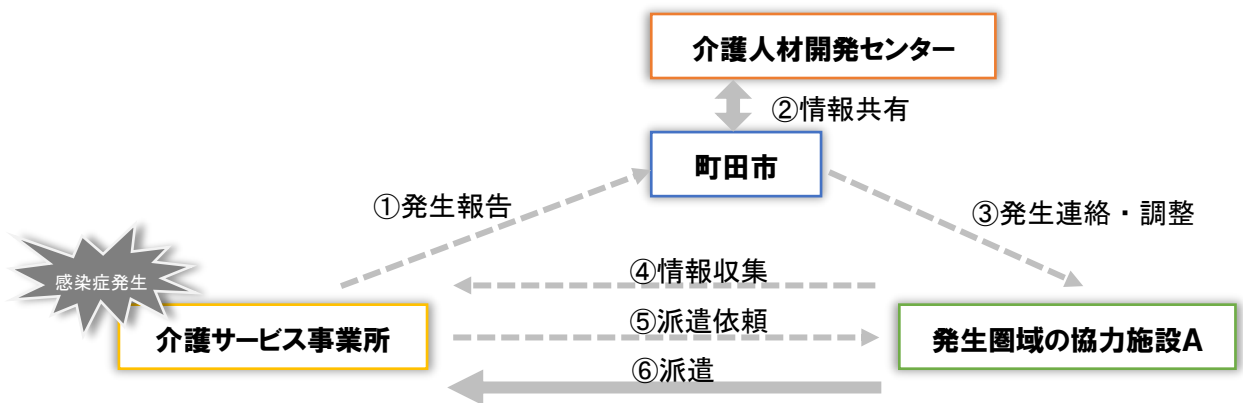 介護人材開発センター
②情報共有
町田市
①発生報告
③発生連絡・調整
感染症発生
④情報収集
介護サービス事業所
⑤派遣依頼
発生圏域の協力施設A
⑥派遣